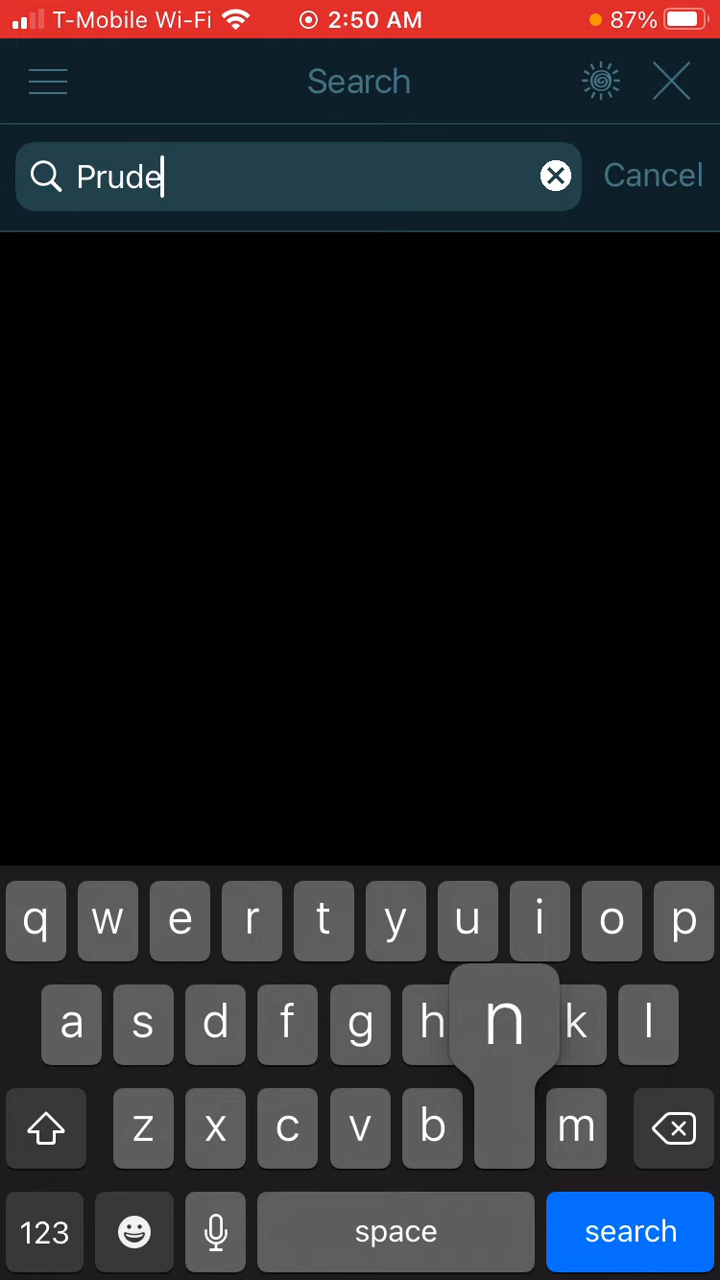 T-Mobile Wi-Fi 2:50 AM 87%
Search
Prude Cancel
q w e r t y u i o p
a s d f g h n k l
z x c v b m
123 space search